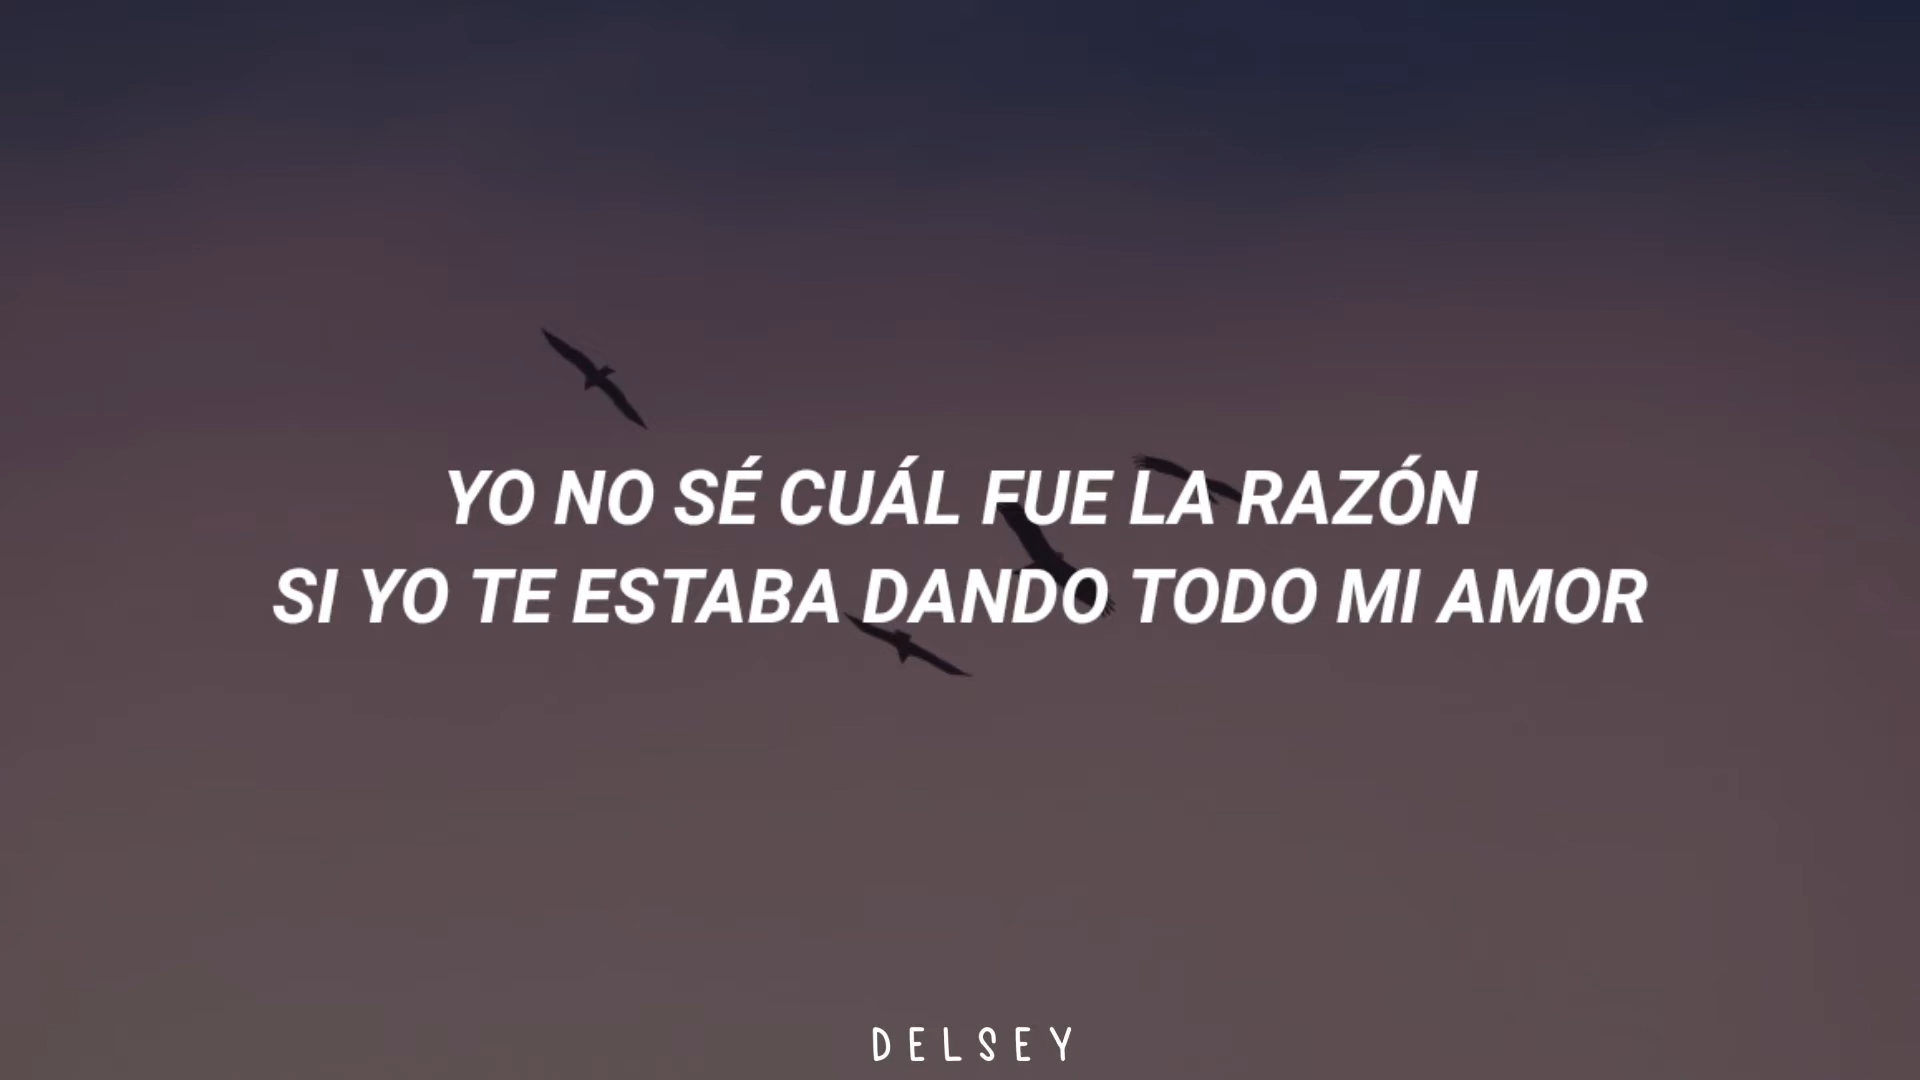 YO NO SÉ CUÁL FUE LA RAZÓN
SI YO TE ESTABA DANDO TODO MI AMOR
DELSEY